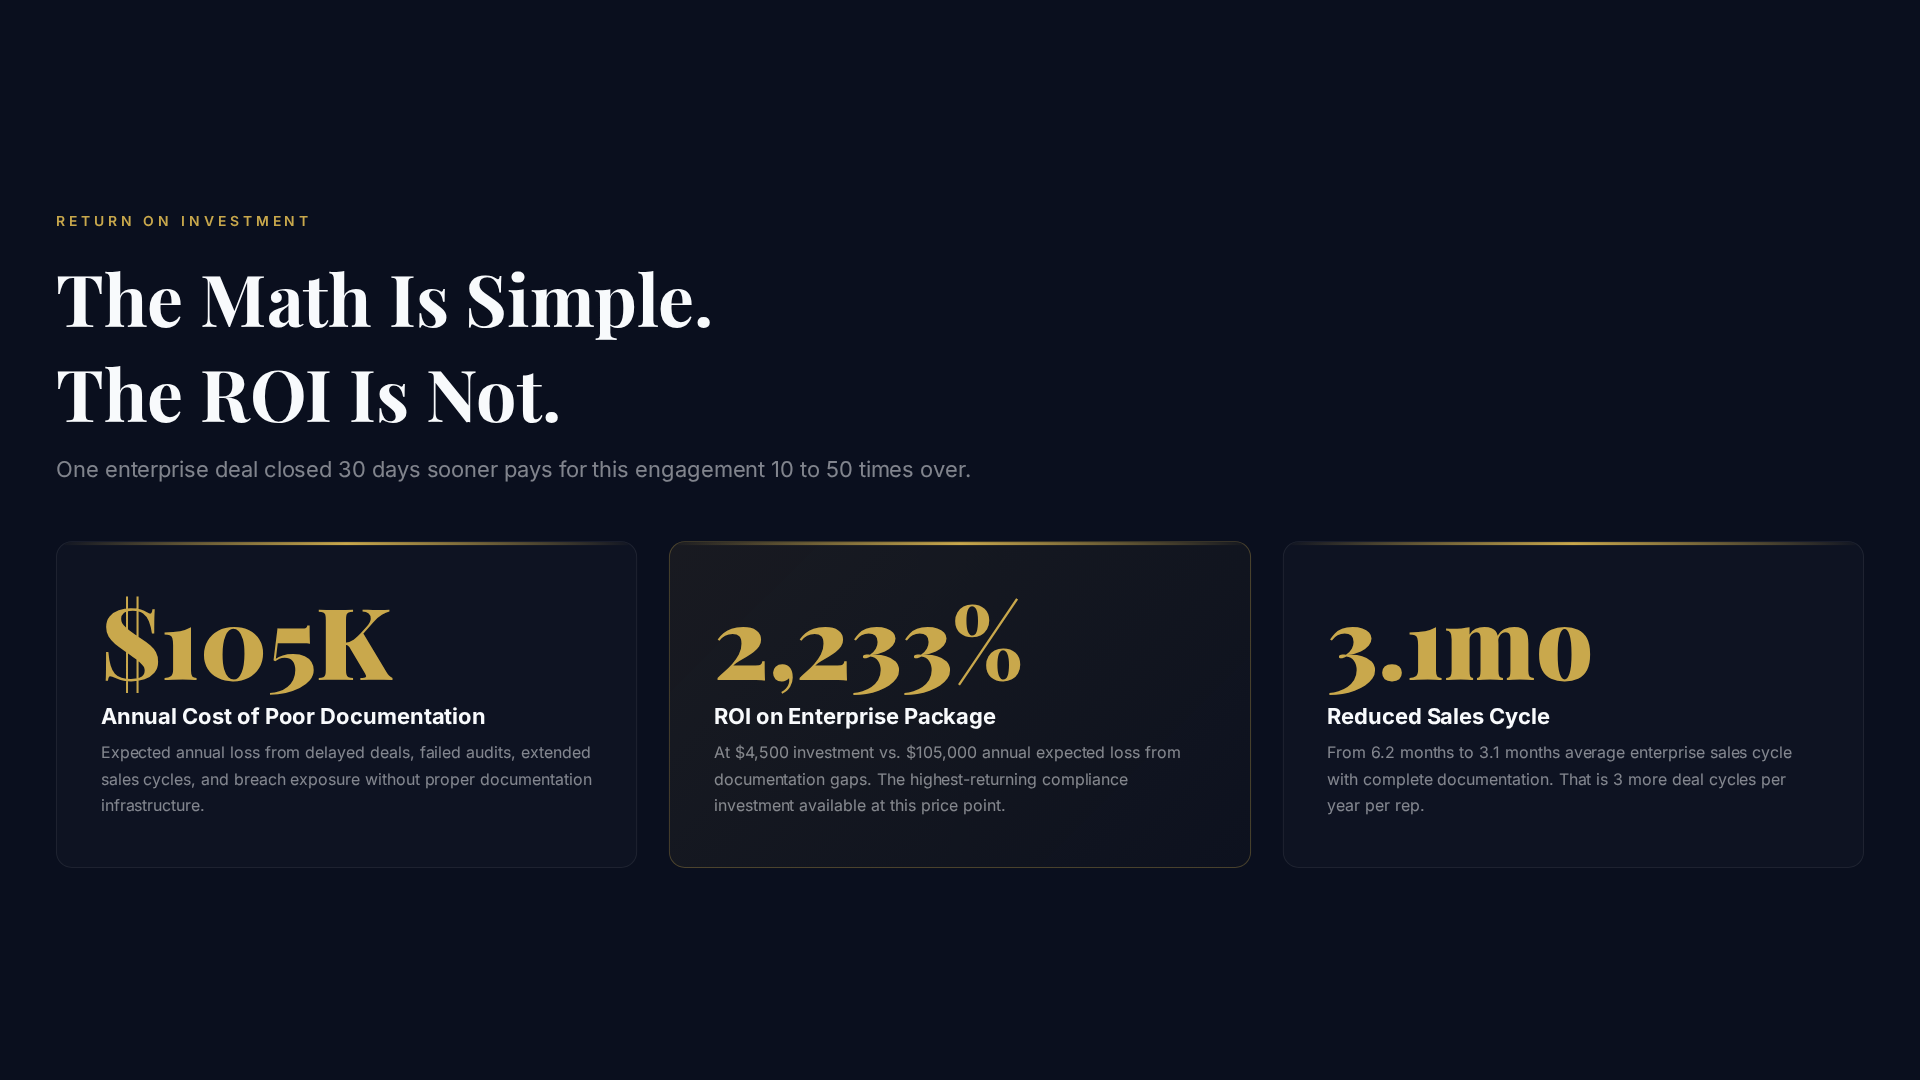 RETURN ON INVESTMENT
The Math Is Simple.
The ROI Is Not.
One enterprise deal closed 30 days sooner pays for this engagement 10 to 50 times over.
$105K
Annual Cost of Poor Documentation
Expected annual loss from delayed deals, failed audits, extended
sales cycles, and breach exposure without proper documentation
infrastructure.
2,233%
ROI on Enterprise Package
At $4,500 investment vs. $105,000 annual expected loss from
documentation gaps. The highest-returning compliance
investment available at this price point.
3.1mo
Reduced Sales Cycle
From 6.2 months to 3.1 months average enterprise sales cycle
with complete documentation. That is 3 more deal cycles per
year per rep.